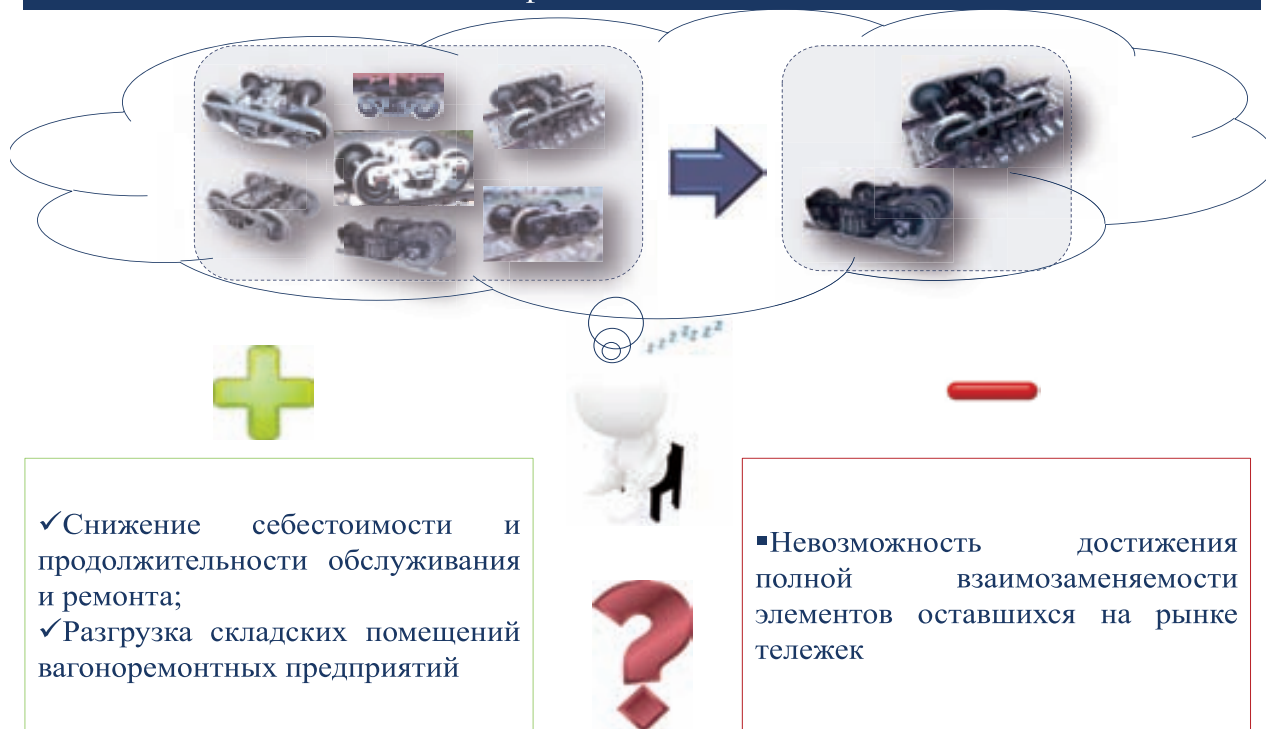 zzzzzzz
✓Снижение себестоимости и
продолжительности обслуживания
и ремонта;
✓Разгрузка складских помещений
вагоноремонтных предприятий
▪Невозможность достижения
полной взаимозаменяемости
элементов оставшихся на рынке
тележек